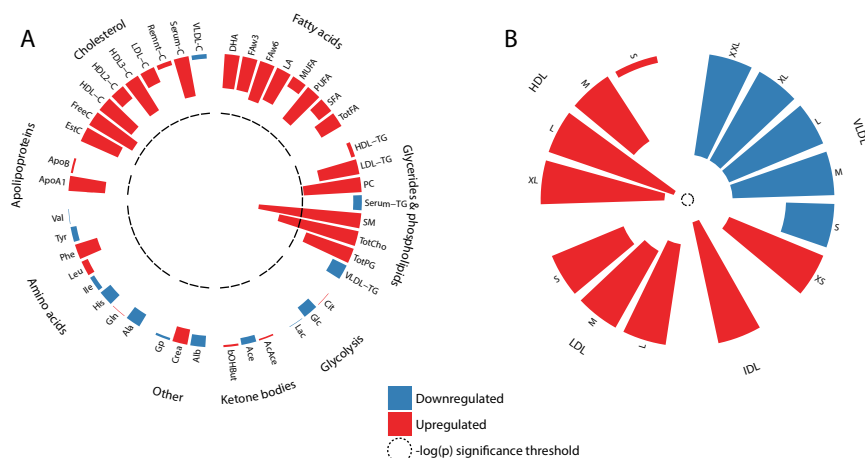 A
Cholesterol
EstC
FreeC
HDL–C
HDL2–C
HDL3–C
LDL–C
Remnt–C
Serum–C
VLDL–C
Fatty acids
DHA
FAw3
FAw6
LA
MUFA
PUFA
SFA
TotFA
Glycerides & phospholipids
HDL–TG
LDL–TG
PC
Serum–TG
SM
TotCho
TotPG
VLDL–TG
Glycolysis
Cit
Glc
Lac
Ketone bodies
AcAce
Ace
bOHBut
Other
Alb
Crea
Gp
Amino acids
Ala
Gln
His
Ile
Leu
Phe
Tyr
Val
Apolipoproteins
ApoA1
ApoB
B
HDL
XL
L
M
S
VLDL
XXL
XL
L
M
S
XS
IDL
LDL
L
M
S
Downregulated
Upregulated
-log(p) significance threshold